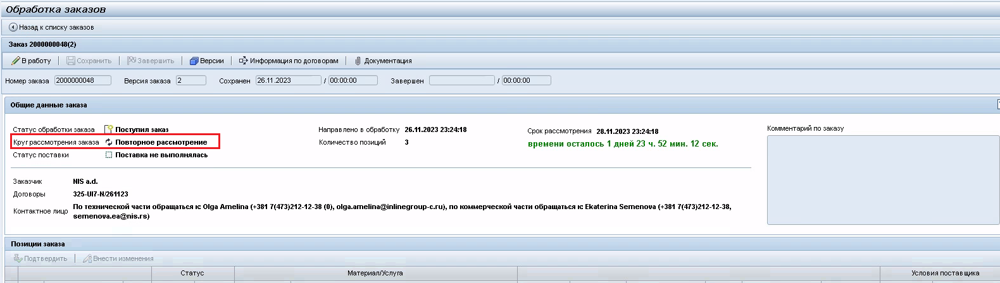 Обработка заказов
Назад к списку заказов
Заказ 2000000048(2)
В работу Сохранить Завершить Версии Информация по договорам Документация
Номер заказа 2000000048 Версия заказа 2 Сохранен 26.11.2023 / 00:00:00 Завершен / 00:00:00
Общие данные заказа
Статус обработки заказа Поступил заказ Направлено в обработку 26.11.2023 23:24:18 Срок рассмотрения 28.11.2023 23:24:18 Комментарий по заказу
Круг рассмотрения заказа Повторное рассмотрение Количество позиций 3 времени осталось 1 дней 23 ч. 52 мин. 12 сек.
Статус поставки Поставка не выполнялась
Заказчик NIS a.d.
Договоры 325-UI7-N/261123
Контактное лицо По технической части обращаться к: Olga Amelina (+381 7(473)212-12-38 (0), olga.amelina@inlinegroup-c.ru), по коммерческой части обращаться к: Ekaterina Semenova (+381 7(473)212-12-38,
semenova.ea@nis.rs)
Позиции заказа
Подтвердить Внести изменения
Статус Материал/Услуга Условия поставщика